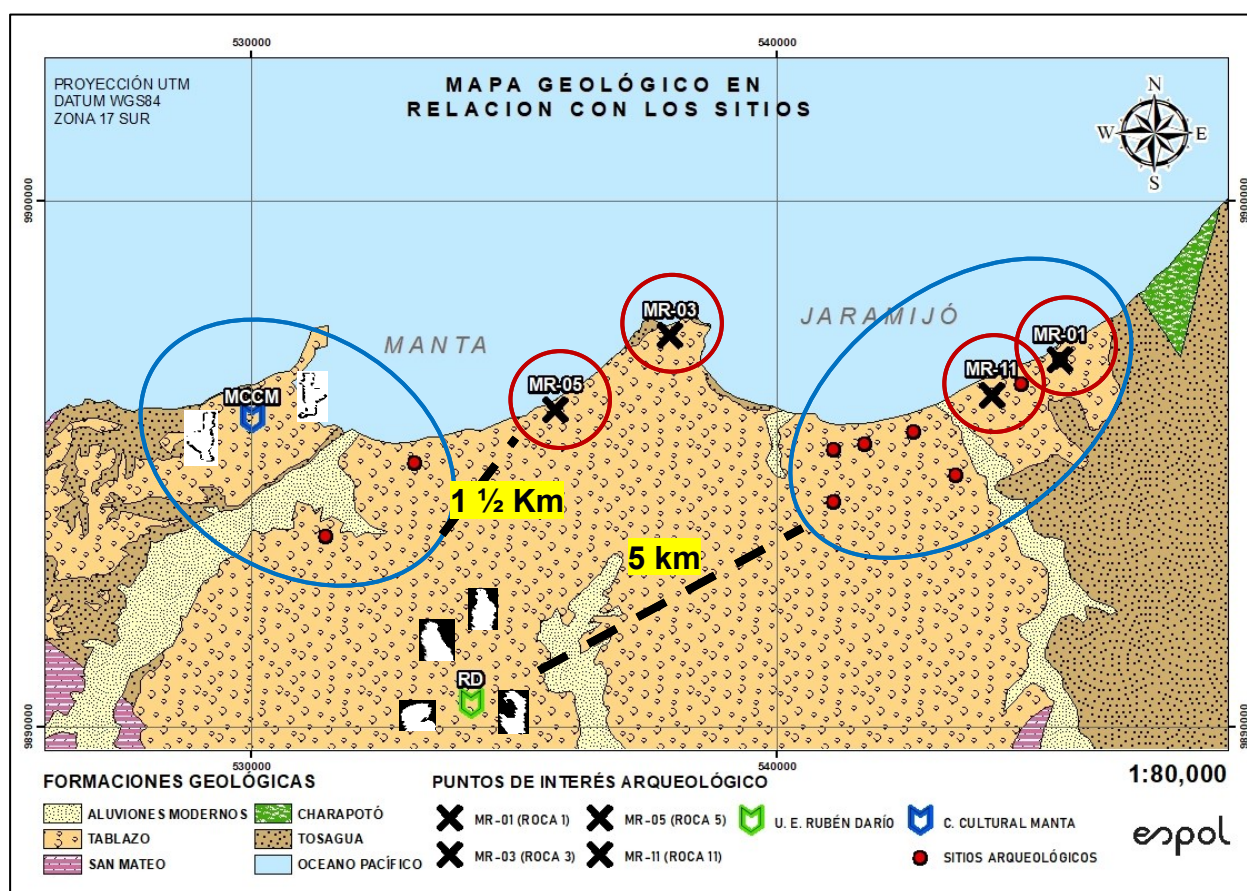 530000
540000
PROYECCIÓN UTM
DATUM WGS84
ZONA 17 SUR
MAPA GEOLÓGICO EN
RELACION CON LOS SITIOS
N
W
E
S
9900000
9900000
MR-03
JARAMIJÓ
MANTA
MR-01
MR-11
MCCM
MR-05
1 ½ Km
5 km
RD
9890000
9890000
530000
540000
FORMACIONES GEOLÓGICAS
ALUVIONES MODERNOS
CHARAPOTÓ
TABLAZO
TOSAGUA
SAN MATEO
OCEANO PACÍFICO
PUNTOS DE INTERÉS ARQUEOLÓGICO
MR-01 (ROCA 1)
MR-05 (ROCA 5)
U. E. RUBÉN DARÍO
C. CULTURAL MANTA
MR-03 (ROCA 3)
MR-11 (ROCA 11)
SITIOS ARQUEOLÓGICOS
1:80,000
espol